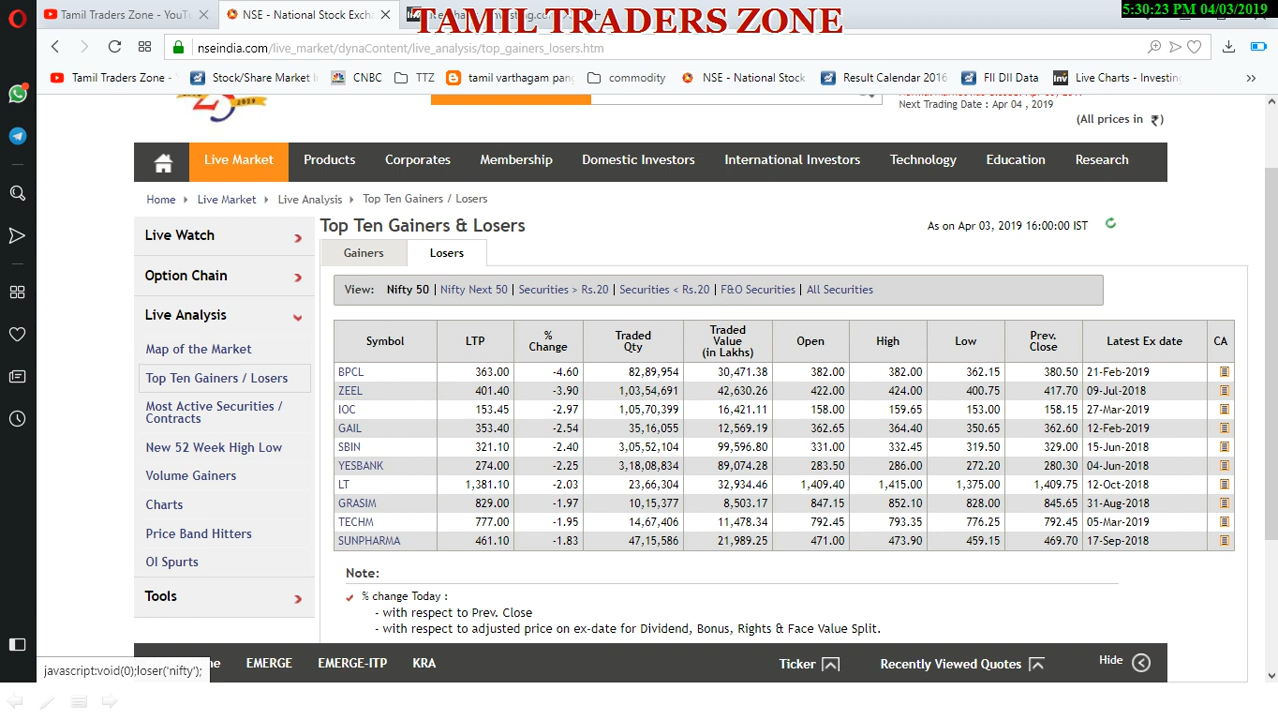 TAMIL TRADERS ZONE
5:30:23 PM 04/03/2019
Tamil Traders Zone - YouT
NSE - National Stock Excha
nseindia.com/live_market/dynaContent/live_analysis/top_gainers_losers.htm
Tamil Traders Zone - Stock/Share Market CNBC TTZ tamil varthagam pang commodity NSE - National Stock Result Calendar 2016 FII DII Data Live Charts - Investing
Next Trading Date : Apr 04 , 2019
(All prices in ₹)
Live Market Products Corporates Membership Domestic Investors International Investors Technology Education Research
Home Live Market Live Analysis Top Ten Gainers / Losers
Live Watch
Option Chain
Live Analysis
Map of the Market
Top Ten Gainers / Losers
Most Active Securities /
Contracts
New 52 Week High Low
Volume Gainers
Charts
Price Band Hitters
OI Spurts
Tools
Top Ten Gainers & Losers
As on Apr 03, 2019 16:00:00 IST
Gainers Losers
View: Nifty 50 | Nifty Next 50 | Securities > Rs.20 | Securities < Rs.20 | F&O Securities | All Securities
Symbol LTP % Change Traded Qty Traded Value (in Lakhs) Open High Low Prev. Close Latest Ex date CA
BPCL 363.00 -4.60 82,89,954 30,471.38 382.00 382.00 362.15 380.50 21-Feb-2019
ZEEL 401.40 -3.90 1,03,54,691 42,630.26 422.00 424.00 400.75 417.70 09-Jul-2018
IOC 153.45 -2.97 1,05,70,399 16,421.11 158.00 159.65 153.00 158.15 27-Mar-2019
GAIL 353.40 -2.54 35,16,055 12,569.19 362.65 364.40 350.65 362.60 12-Feb-2019
SBIN 321.10 -2.40 3,05,52,104 99,596.80 331.00 332.45 319.50 329.00 15-Jun-2018
YESBANK 274.00 -2.25 3,18,08,834 89,074.28 283.50 286.00 272.20 280.30 04-Jun-2018
LT 1,381.10 -2.03 23,66,304 32,934.46 1,409.40 1,415.00 1,375.00 1,409.75 12-Oct-2018
GRASIM 829.00 -1.97 10,15,377 8,503.17 847.15 852.10 828.00 845.65 31-Aug-2018
TECHM 777.00 -1.95 14,67,406 11,478.34 792.45 793.35 776.25 792.45 05-Mar-2019
SUNPHARMA 461.10 -1.83 47,15,586 21,989.25 471.00 473.90 459.15 469.70 17-Sep-2018
Note:
% change Today :
- with respect to Prev. Close
- with respect to adjusted price on ex-date for Dividend, Bonus, Rights & Face Value Split.
EMERGE EMERGE-ITP KRA Ticker Recently Viewed Quotes Hide
javascript:void(0);loser('nifty');